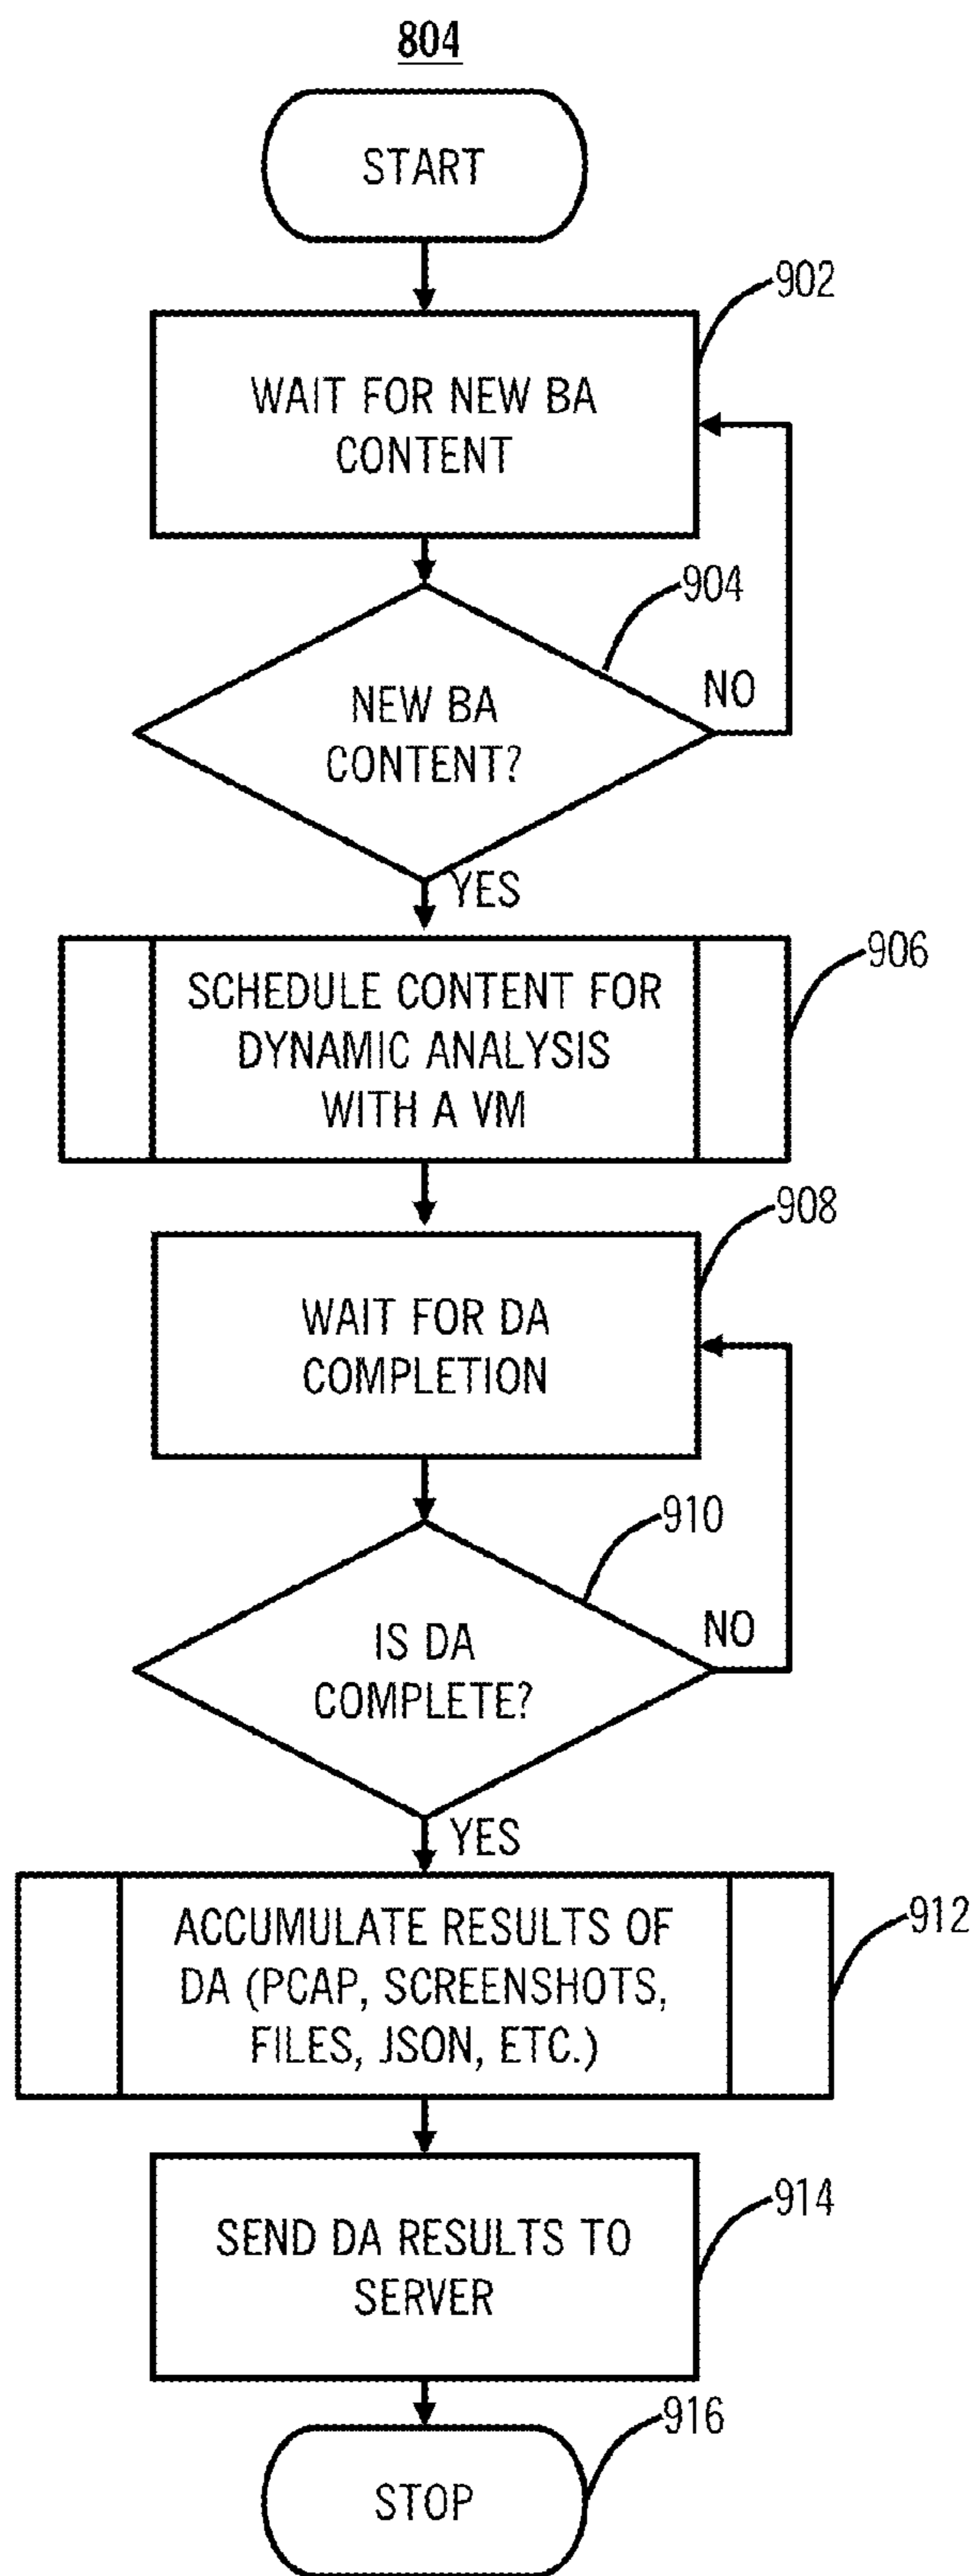 804
START
902
WAIT FOR NEW BA
CONTENT
904
NO
NEW BA
CONTENT?
YES
906
SCHEDULE CONTENT FOR
DYNAMIC ANALYSIS
WITH A VM
908
WAIT FOR DA
COMPLETION
910
NO
IS DA
COMPLETE?
YES
912
ACCUMULATE RESULTS OF
DA (PCAP, SCREENSHOTS,
FILES, JSON, ETC.)
914
SEND DA RESULTS TO
SERVER
916
STOP